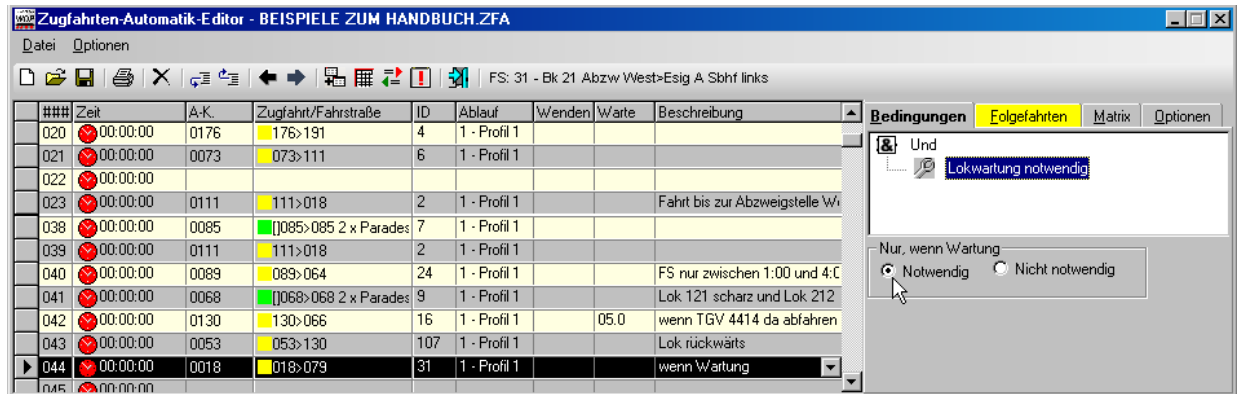 Zugfahrten-Automatik-Editor - BEISPIELE ZUM HANDBUCH.ZFA
Datei Optionen
FS: 31 - Bk 21 Abzw West>Esig A Sbhf links
### Zeit A-K. Zugfahrt/Fahrstraße ID Ablauf Wenden Warte Beschreibung
020 00:00:00 0176 176>191 4 1 - Profil 1
021 00:00:00 0073 073>111 6 1 - Profil 1
022 00:00:00
023 00:00:00 0111 111>018 2 1 - Profil 1 Fahrt bis zur Abzweigstelle W
038 00:00:00 0085 []085>085 2 x Parades 7 1 - Profil 1
039 00:00:00 0111 111>018 2 1 - Profil 1
040 00:00:00 0089 089>064 24 1 - Profil 1 FS nur zwischen 1:00 und 4:0
041 00:00:00 0068 []068>068 2 x Parades 9 1 - Profil 1 Lok 121 scharz und Lok 212
042 00:00:00 0130 130>066 16 1 - Profil 1 05.0 wenn TGV 4414 da abfahren
043 00:00:00 0053 053>130 107 1 - Profil 1 Lok rückwärts
044 00:00:00 0018 018>079 31 1 - Profil 1 wenn Wartung
045 00:00:00
Bedingungen Folgefahrten Matrix Optionen
& Und
Lokwartung notwendig
Nur, wenn Wartung
Notwendig Nicht notwendig